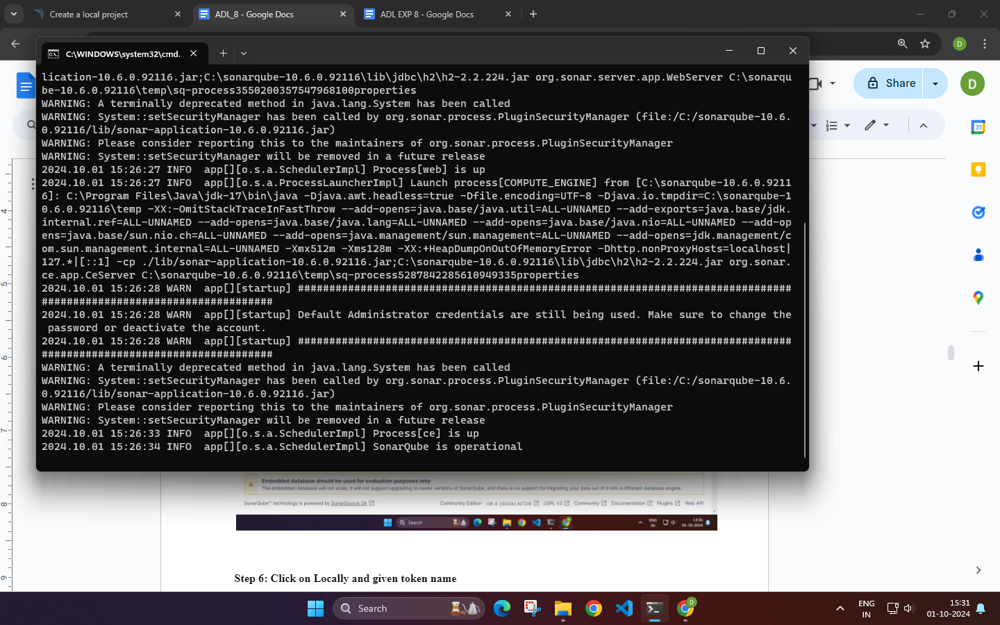 Create a local project
ADL_8 - Google Docs
ADL EXP 8 - Google Docs
D
C:\WINDOWS\system32\cmd.
lication-10.6.0.92116.jar;C:\sonarqube-10.6.0.92116\lib\jdbc\h2\h2-2.2.224.jar org.sonar.server.app.WebServer C:\sonarqu
be-10.6.0.92116\temp\sq-process3550200357547968100properties
WARNING: A terminally deprecated method in java.lang.System has been called
WARNING: System::setSecurityManager has been called by org.sonar.process.PluginSecurityManager (file:/C:/sonarqube-10.6.
0.92116/lib/sonar-application-10.6.0.92116.jar)
WARNING: Please consider reporting this to the maintainers of org.sonar.process.PluginSecurityManager
WARNING: System::setSecurityManager will be removed in a future release
2024.10.01 15:26:27 INFO  app[][o.s.a.SchedulerImpl] Process[web] is up
2024.10.01 15:26:27 INFO  app[][o.s.a.ProcessLauncherImpl] Launch process[COMPUTE_ENGINE] from [C:\sonarqube-10.6.0.9211
6]: C:\Program Files\Java\jdk-17\bin\java -Djava.awt.headless=true -Dfile.encoding=UTF-8 -Djava.io.tmpdir=C:\sonarqube-1
0.6.0.92116\temp -XX:-OmitStackTraceInFastThrow --add-opens=java.base/java.util=ALL-UNNAMED --add-exports=java.base/jdk.
internal.ref=ALL-UNNAMED --add-opens=java.base/java.lang=ALL-UNNAMED --add-opens=java.base/java.nio=ALL-UNNAMED --add-op
ens=java.base/sun.nio.ch=ALL-UNNAMED --add-opens=java.management/sun.management=ALL-UNNAMED --add-opens=jdk.management/c
om.sun.management.internal=ALL-UNNAMED -Xmx512m -Xms128m -XX:+HeapDumpOnOutOfMemoryError -Dhttp.nonProxyHosts=localhost|
127.*|[::1] -cp ./lib/sonar-application-10.6.0.92116.jar;C:\sonarqube-10.6.0.92116\lib\jdbc\h2\h2-2.2.224.jar org.sonar.
ce.app.CeServer C:\sonarqube-10.6.0.92116\temp\sq-process5287842285610949335properties
2024.10.01 15:26:28 WARN  app[][startup] ###############################################################################
#####################################
2024.10.01 15:26:28 WARN  app[][startup] Default Administrator credentials are still being used. Make sure to change the
 password or deactivate the account.
2024.10.01 15:26:28 WARN  app[][startup] ###############################################################################
#####################################
WARNING: A terminally deprecated method in java.lang.System has been called
WARNING: System::setSecurityManager has been called by org.sonar.process.PluginSecurityManager (file:/C:/sonarqube-10.6.
0.92116/lib/sonar-application-10.6.0.92116.jar)
WARNING: Please consider reporting this to the maintainers of org.sonar.process.PluginSecurityManager
WARNING: System::setSecurityManager will be removed in a future release
2024.10.01 15:26:33 INFO  app[][o.s.a.SchedulerImpl] Process[ce] is up
2024.10.01 15:26:34 INFO  app[][o.s.a.SchedulerImpl] SonarQube is operational
Share
D
31
4
5
6
7
8
9
Embedded database should be used for evaluation purposes only
The embedded database will not scale, it will not support upgrading to newer versions of SonarQube, and there is no support for migrating your data out of it into a different database engine.
SonarQube™ technology is powered by SonarSource SA
Community Edition v10.6 (92116) ACTIVE LGPL v3 Community Documentation Plugins Web API
Search
ENG
IN
15:31
01-10-2024
Step 6: Click on Locally and given token name
Search
D
ENG
IN
15:31
01-10-2024